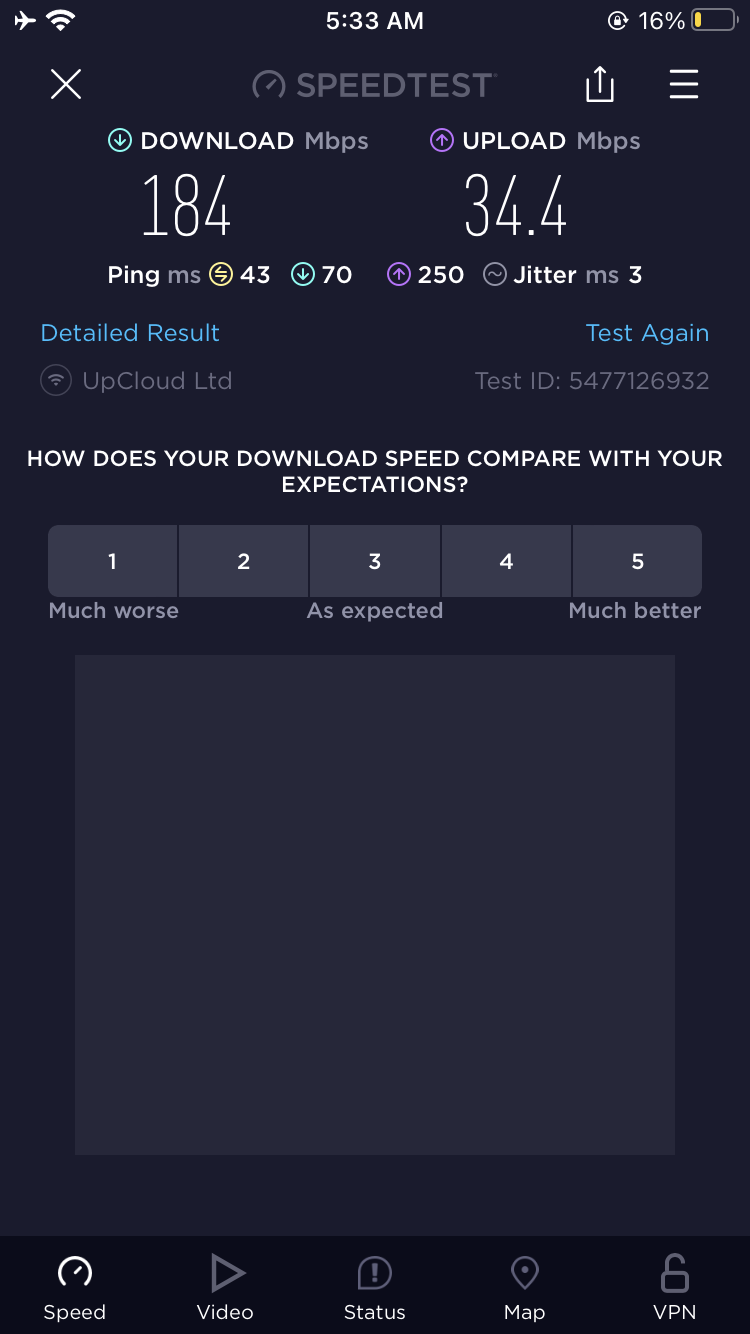 5:33 AM 16%
SPEEDTEST
DOWNLOAD Mbps UPLOAD Mbps
184 34.4
Ping ms 43 70 250 Jitter ms 3
Detailed Result Test Again
UpCloud Ltd Test ID: 5477126932
HOW DOES YOUR DOWNLOAD SPEED COMPARE WITH YOUR
EXPECTATIONS?
1 2 3 4 5
Much worse As expected Much better
Speed Video Status Map VPN